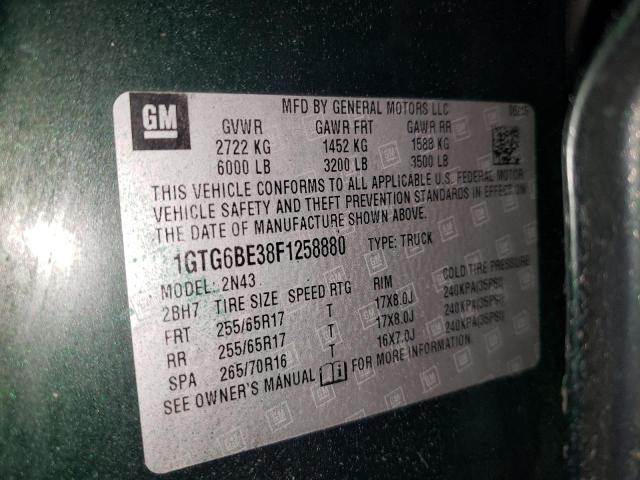 GM
MFD BY GENERAL MOTORS LLC 06/15
GVWR GAWR FRT GAWR RR
2722 KG 1452 KG 1588 KG
6000 LB 3200 LB 3500 LB
THIS VEHICLE CONFORMS TO ALL APPLICABLE U.S. FEDERAL MOTOR
VEHICLE SAFETY AND THEFT PREVENTION STANDARDS IN EFFECT ON
THE DATE OF MANUFACTURE SHOWN ABOVE.
1GTG6BE38F1258880 TYPE: TRUCK
MODEL: 2N43
2BH7 TIRE SIZE SPEED RTG RIM COLD TIRE PRESSURE
FRT 255/65R17 T 17X8.0J 240KPA(35PSI)
RR 255/65R17 T 17X8.0J 240KPA(35PSI)
SPA 265/70R16 T 16X7.0J 240KPA(35PSI)
SEE OWNER'S MANUAL FOR MORE INFORMATION.